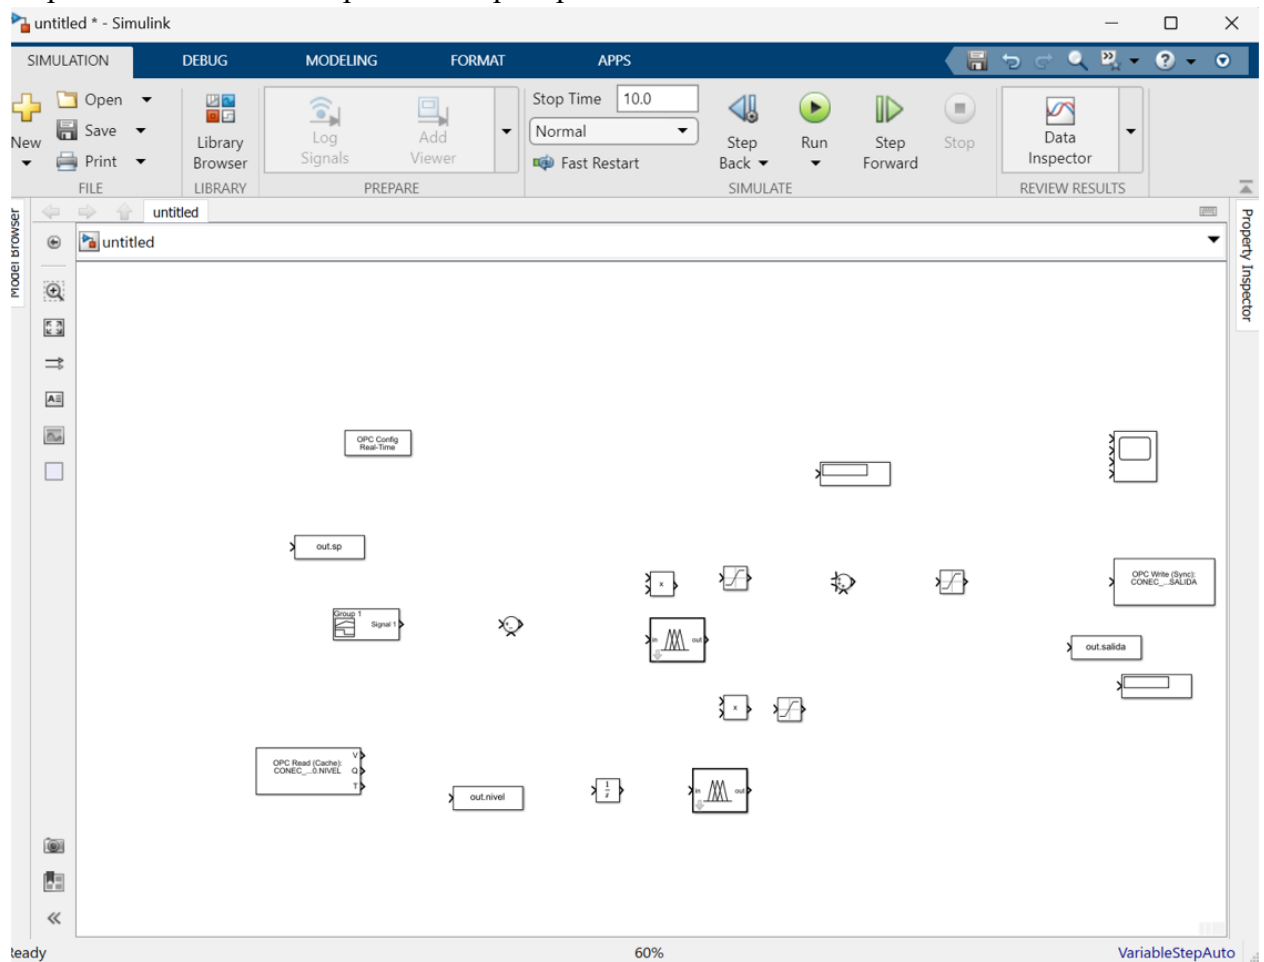 untitled * - Simulink
SIMULATION DEBUG MODELING FORMAT APPS
New
Open
Save
Print
FILE
Library Browser
LIBRARY
Log Signals
Add Viewer
PREPARE
Stop Time 10.0
Normal
Fast Restart
Step Back
Run
Step Forward
Stop
SIMULATE
Data Inspector
REVIEW RESULTS
Model Browser
untitled
untitled
Property Inspector
OPC Config
Real-Time
out.sp
Group 1
Signal 1
x
in out
OPC Write (Sync):
CONEC_...SALIDA
out.salida
x
OPC Read (Cache):
CONEC_...0.NIVEL
V
Q
T
out.nivel
in out
eady
60%
VariableStepAuto